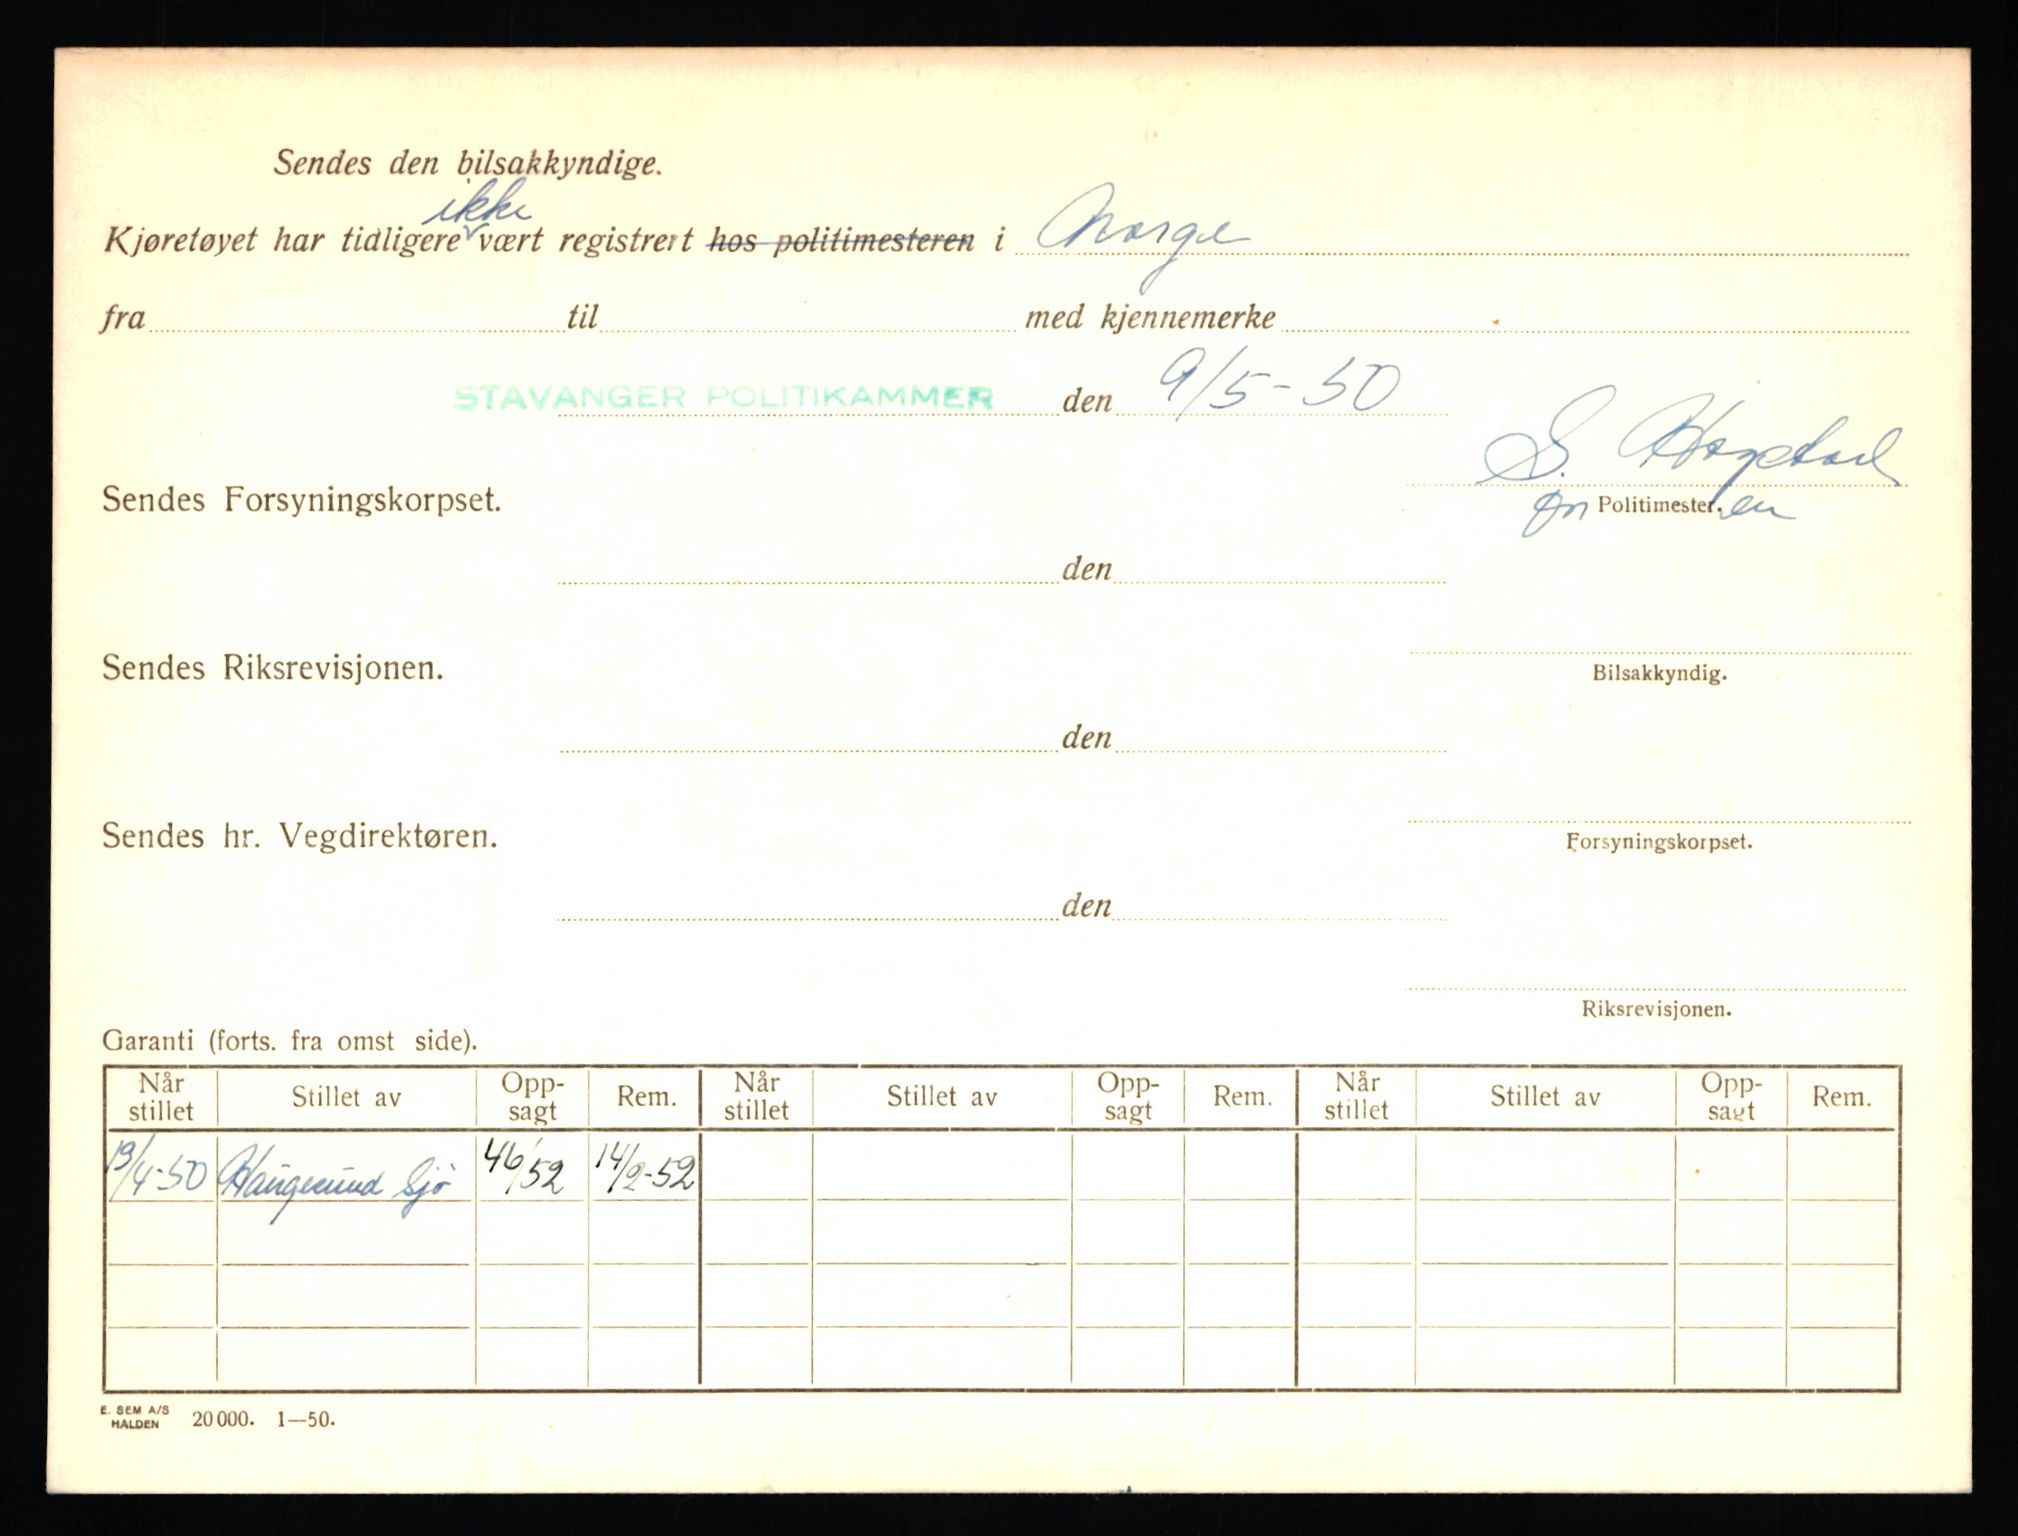 Sendes den bilsakkyndige.
Kjøretøyet har tidligere ikke vært registrert hos politimesteren i Norge
fra til med kjennemerke
STAVANGER POLITIKAMMER den 9/5-50
S.
Sendes Forsyningskorpset. Politimester.en
den
Sendes Riksrevisjonen. Bilsakkyndig.
den
Sendes hr. Vegdirektøren. Forsyningskorpset.
den
Riksrevisjonen.
Garanti (forts. fra omst side).
Når stillet Stillet av Opp-sagt Rem. Når stillet Stillet av Opp-sagt Rem. Når stillet Stillet av Opp-sagt Rem.
19/4-50 Haugesund Sjø 46/52 14/2-52
E. SEM A/S
HALDEN 20000. 1—50.